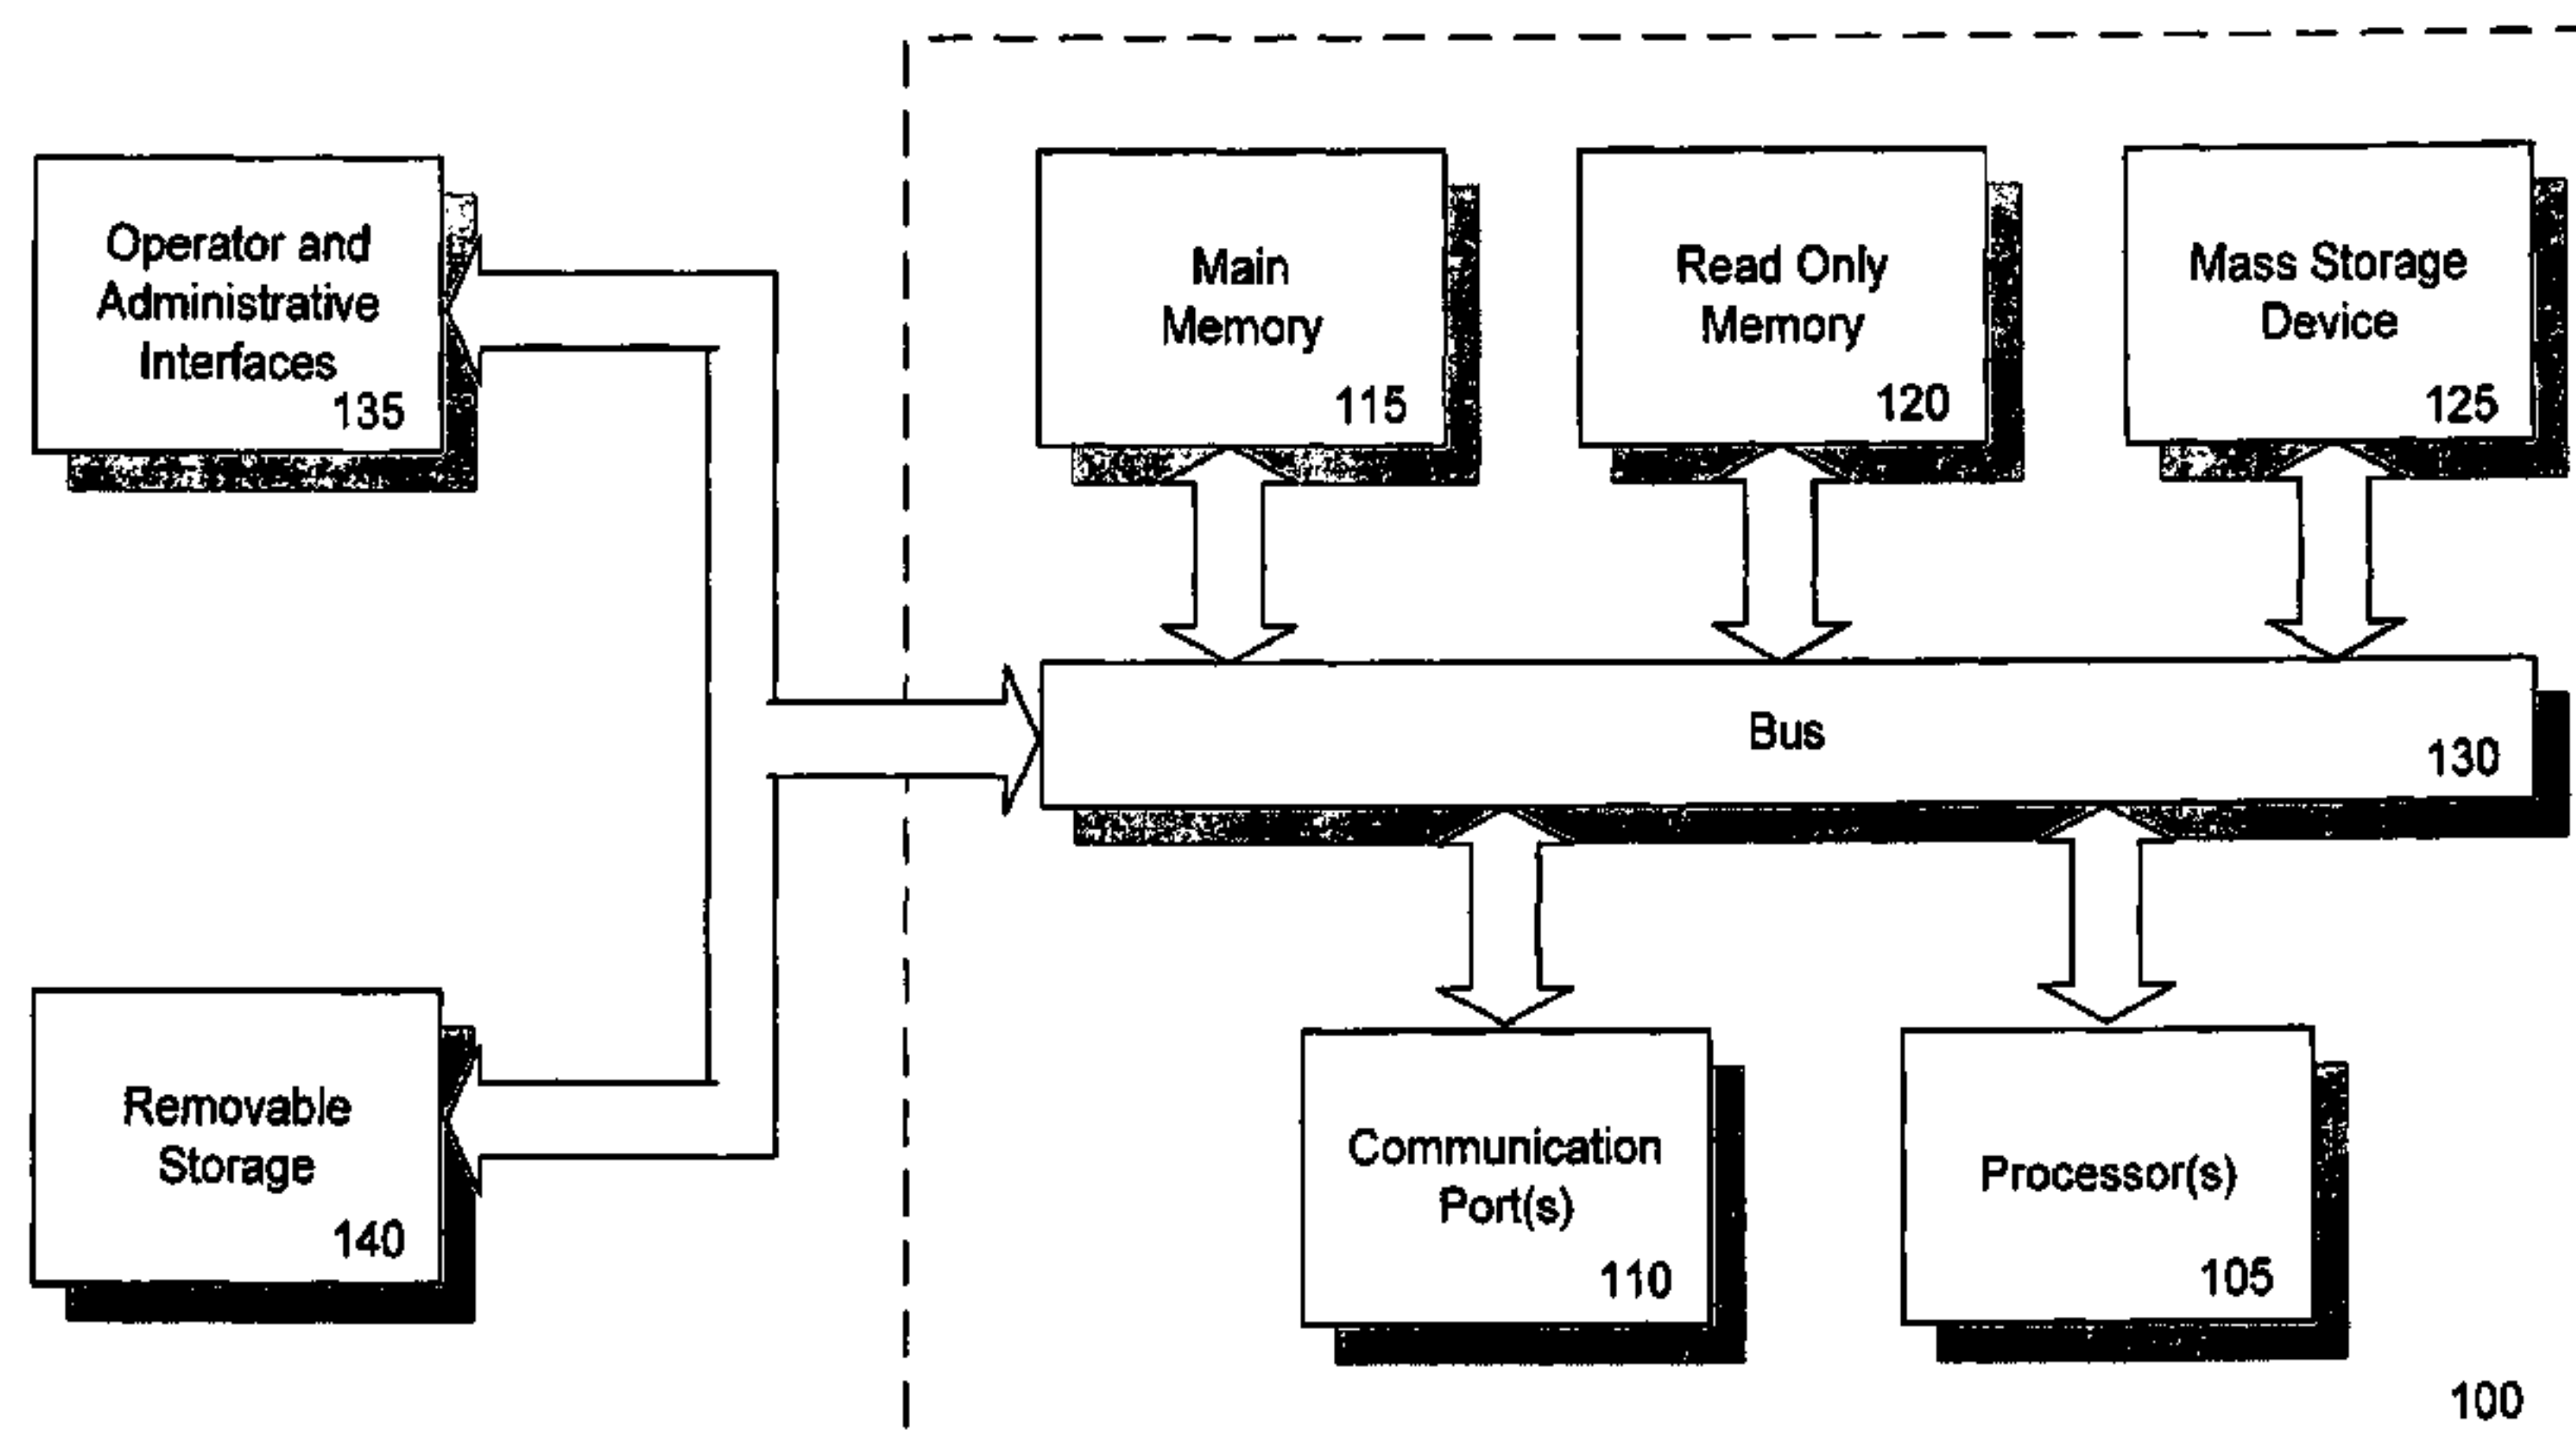 Operator and
Administrative
Interfaces
135
Main
Memory
115
Read Only
Memory
120
Mass Storage
Device
125
Bus
130
Removable
Storage
140
Communication
Port(s)
110
Processor(s)
105
100